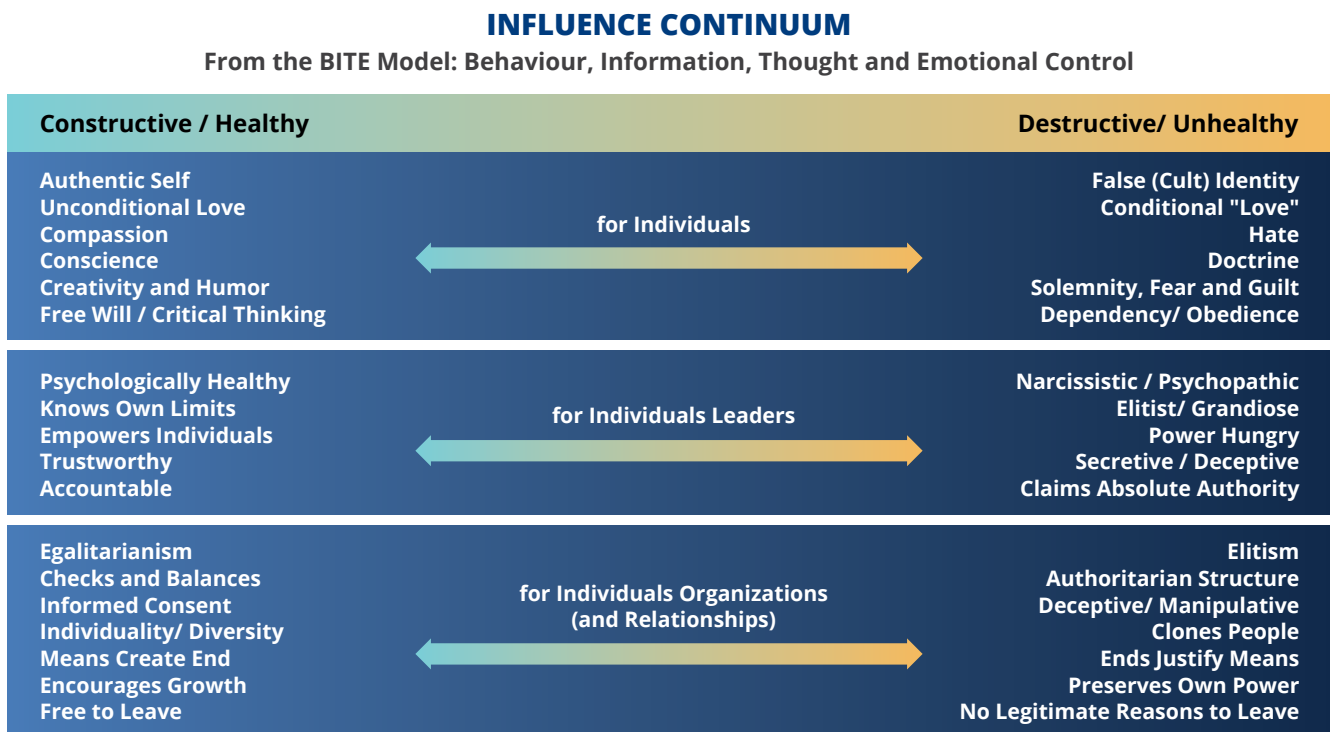 INFLUENCE CONTINUUM
From the BITE Model: Behaviour, Information, Thought and Emotional Control
Constructive / Healthy
Destructive/ Unhealthy
Authentic Self
Unconditional Love
Compassion
Conscience
Creativity and Humor
Free Will / Critical Thinking
for Individuals
False (Cult) Identity
Conditional "Love"
Hate
Doctrine
Solemnity, Fear and Guilt
Dependency/ Obedience
Psychologically Healthy
Knows Own Limits
Empowers Individuals
Trustworthy
Accountable
for Individuals Leaders
Narcissistic / Psychopathic
Elitist/ Grandiose
Power Hungry
Secretive / Deceptive
Claims Absolute Authority
Egalitarianism
Checks and Balances
Informed Consent
Individuality/ Diversity
Means Create End
Encourages Growth
Free to Leave
for Individuals Organizations
(and Relationships)
Elitism
Authoritarian Structure
Deceptive/ Manipulative
Clones People
Ends Justify Means
Preserves Own Power
No Legitimate Reasons to Leave